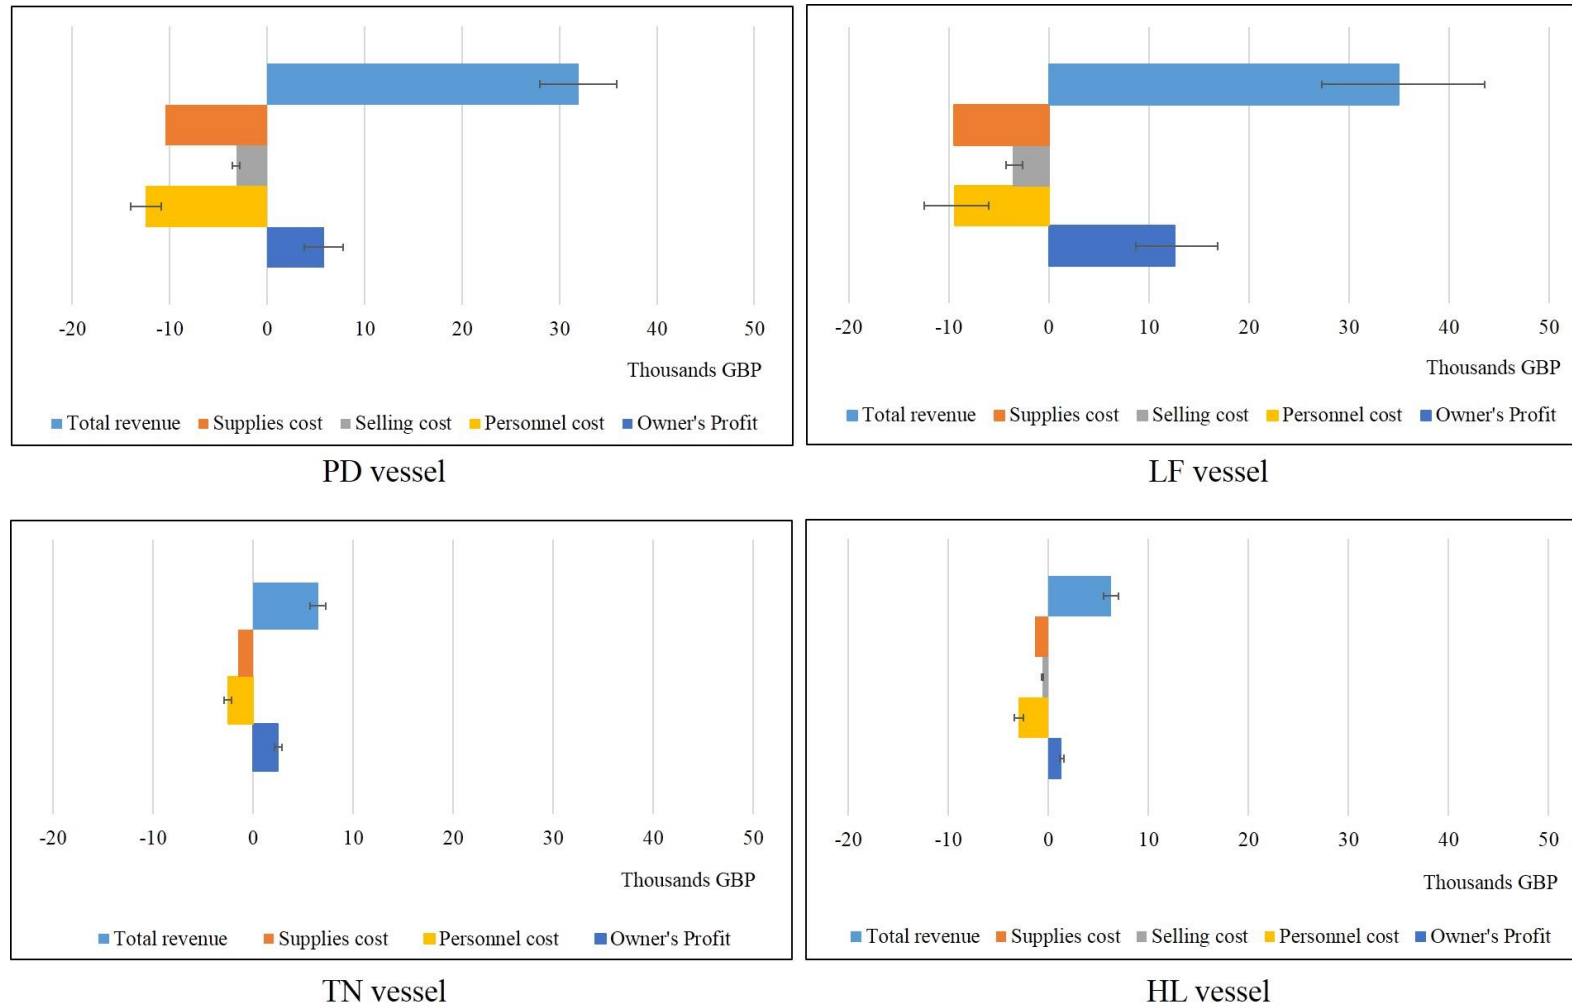 -20 -10 0 10 20 30 40 50
Thousands GBP
Total revenue Supplies cost Selling cost Personnel cost Owner's Profit
PD vessel
-20 -10 0 10 20 30 40 50
Thousands GBP
Total revenue Supplies cost Selling cost Personnel cost Owner's Profit
LF vessel
-20 -10 0 10 20 30 40 50
Thousands GBP
Total revenue Supplies cost Personnel cost Owner's Profit
TN vessel
-20 -10 0 10 20 30 40 50
Thousands GBP
Total revenue Supplies cost Selling cost Personnel cost Owner's Profit
HL vessel